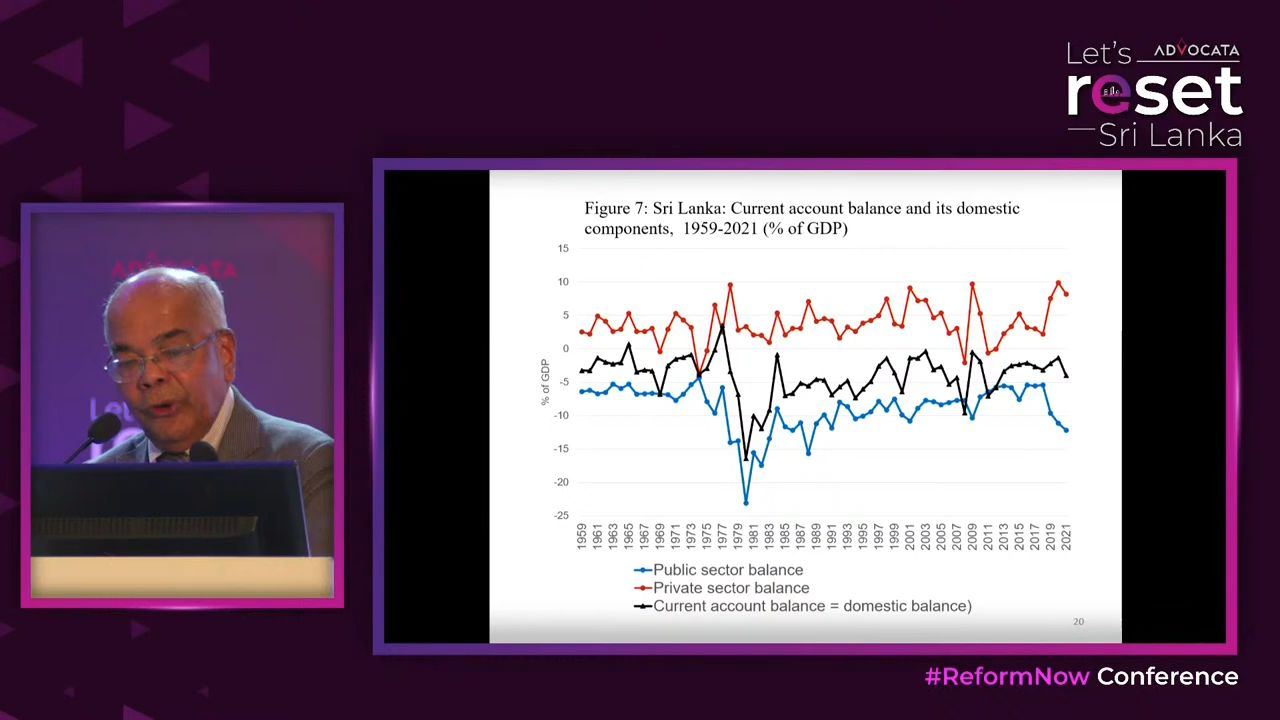 Let's
ADVOCATA
reset
Sri Lanka
ADVOCATA
Figure 7: Sri Lanka: Current account balance and its domestic
components, 1959-2021 (% of GDP)
15
10
5
0
-5
-10
-15
-20
-25
% of GDP
1959 1961 1963 1965 1967 1969 1971 1973 1975 1977 1979 1981 1983 1985 1987 1989 1991 1993 1995 1997 1999 2001 2003 2005 2007 2009 2011 2013 2015 2017 2019 2021
Public sector balance
Private sector balance
Current account balance = domestic balance)
20
#ReformNow Conference